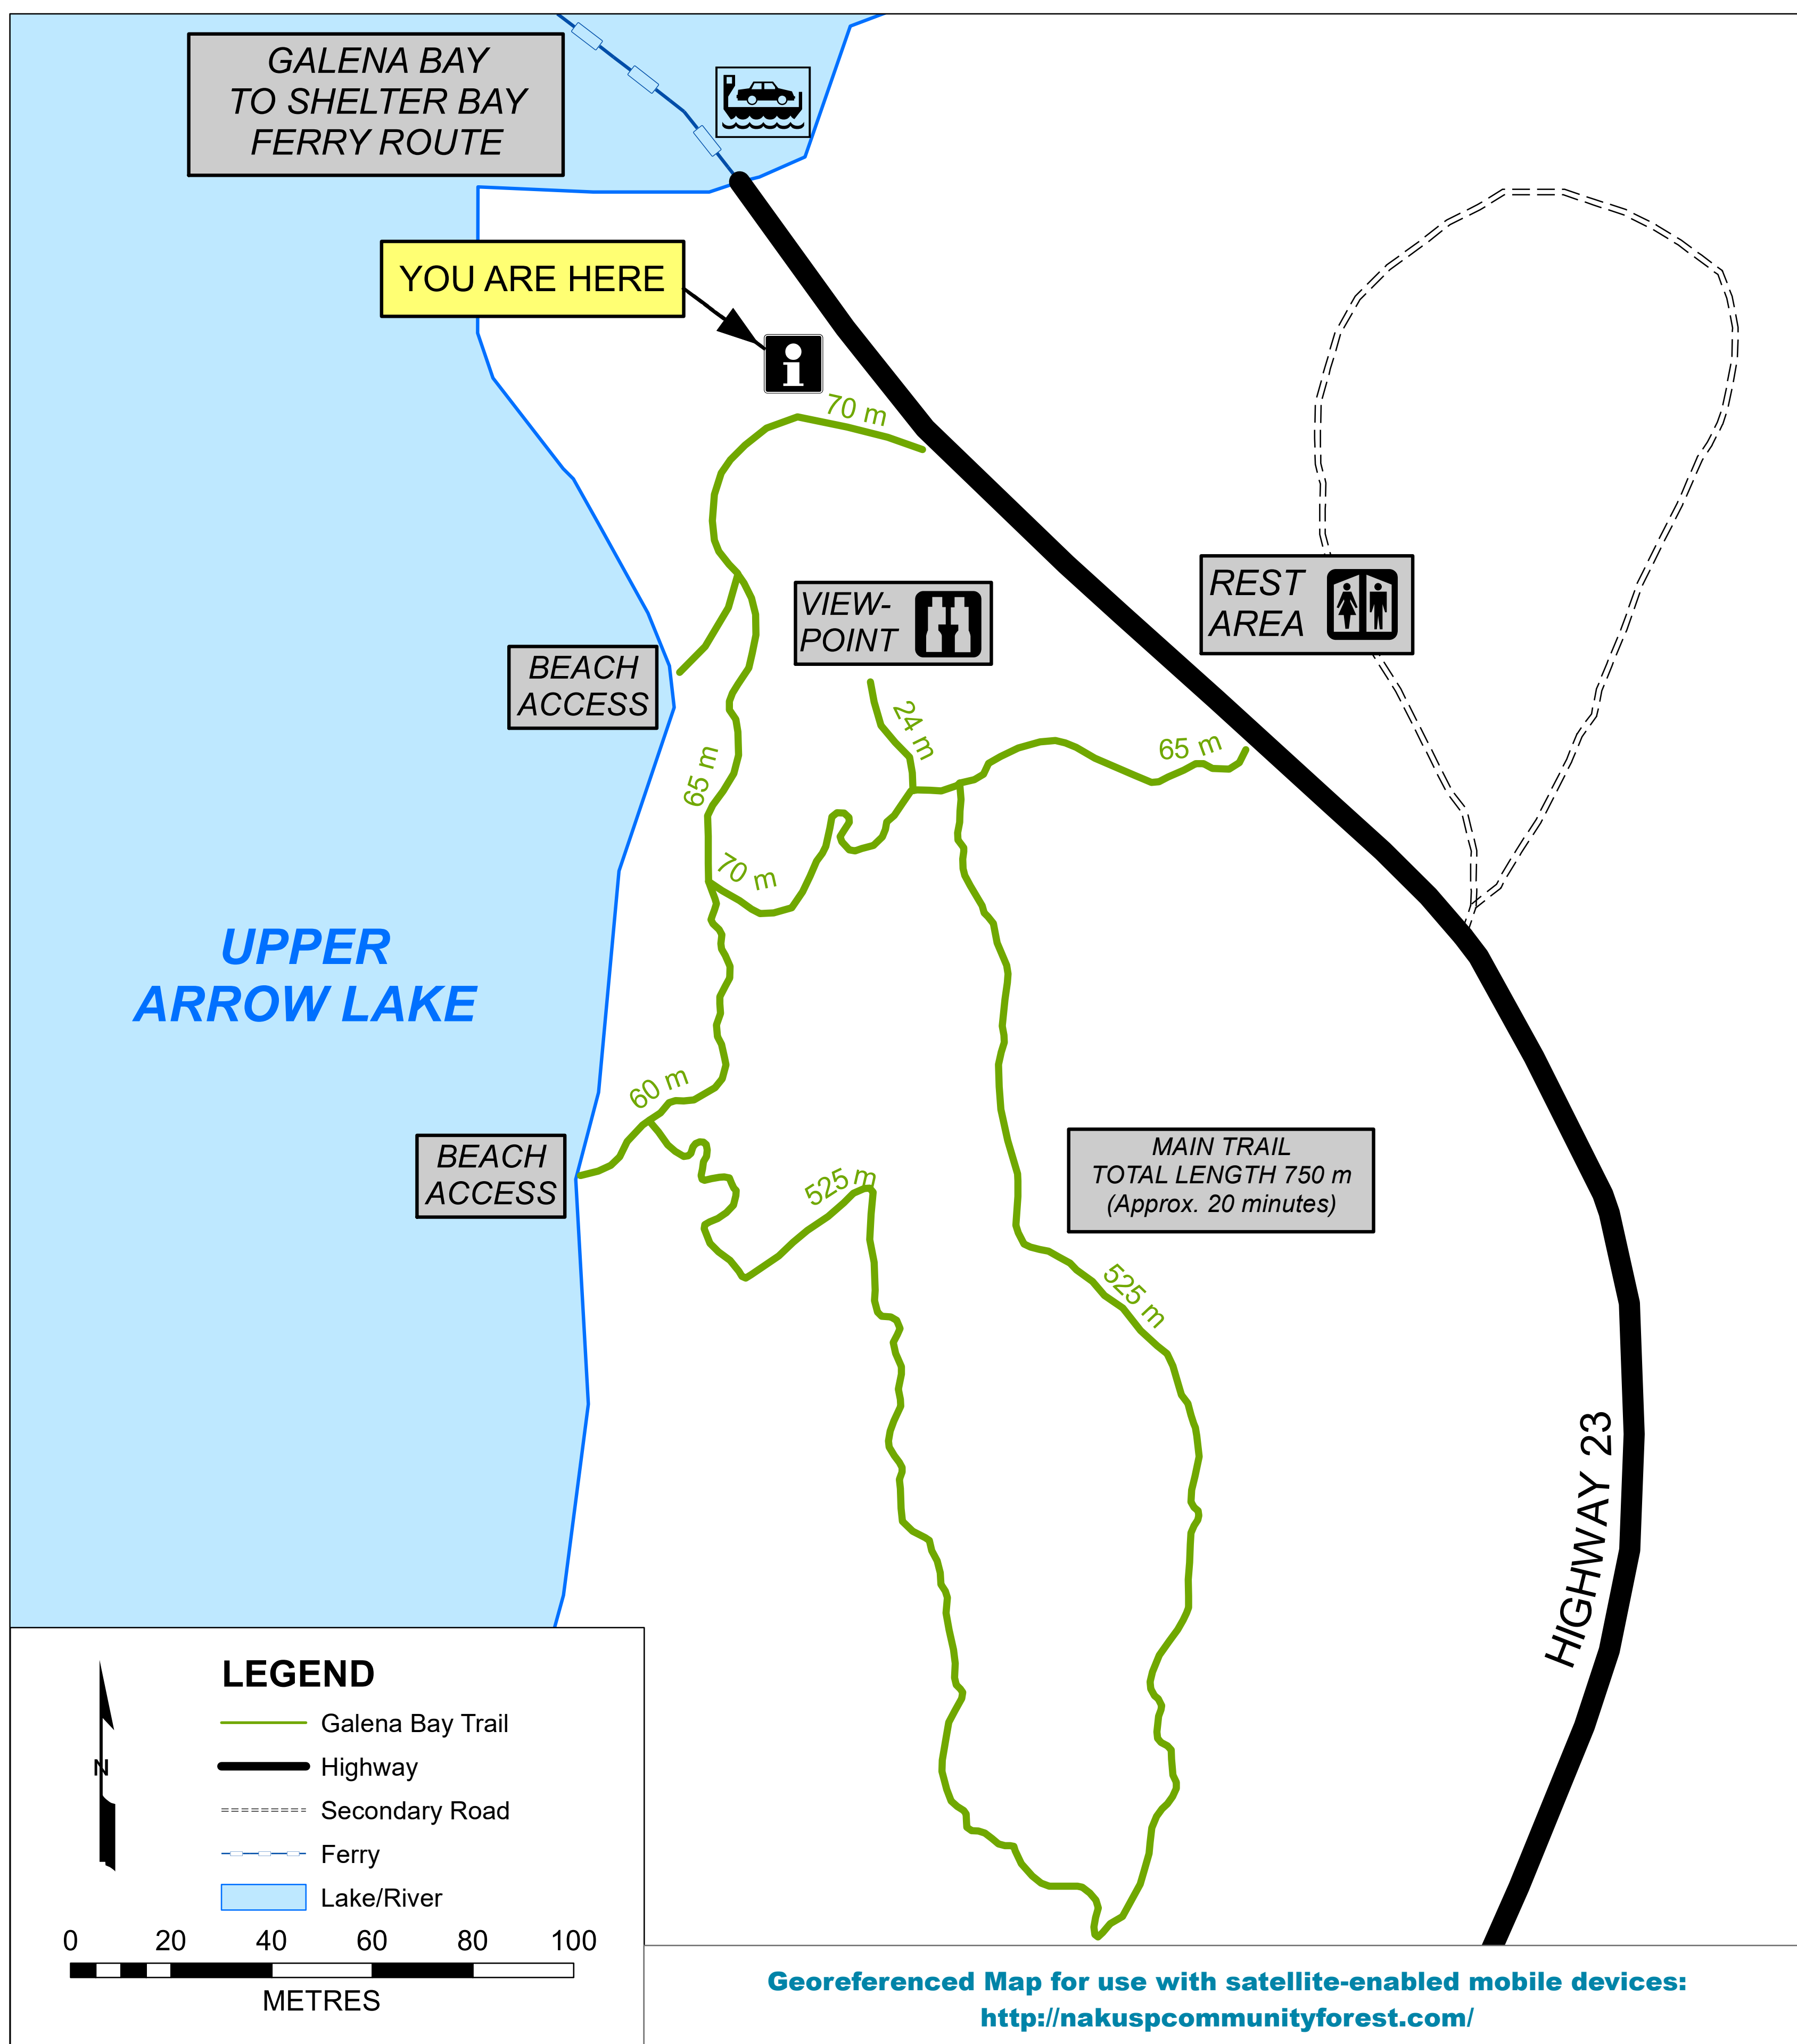 GALENA BAY
TO SHELTER BAY
FERRY ROUTE
YOU ARE HERE
i
70 m
VIEW-
POINT
REST
AREA
BEACH
ACCESS
24 m
65 m
65 m
70 m
UPPER
ARROW LAKE
60 m
BEACH
ACCESS
525 m
MAIN TRAIL
TOTAL LENGTH 750 m
(Approx. 20 minutes)
525 m
HIGHWAY 23
LEGEND
N
Galena Bay Trail
Highway
Secondary Road
Ferry
Lake/River
0 20 40 60 80 100
METRES
Georeferenced Map for use with satellite-enabled mobile devices:
http://nakuspcommunityforest.com/